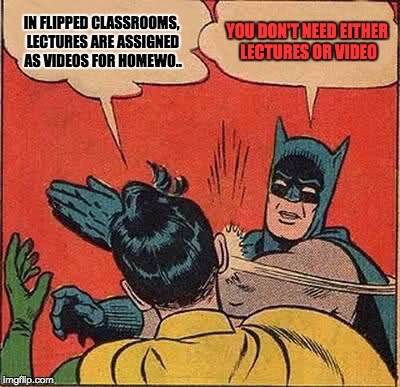 IN FLIPPED CLASSROOMS,
LECTURES ARE ASSIGNED
AS VIDEOS FOR HOMEWO..
YOU DON'T NEED EITHER
LECTURES OR VIDEO
imgflip.com